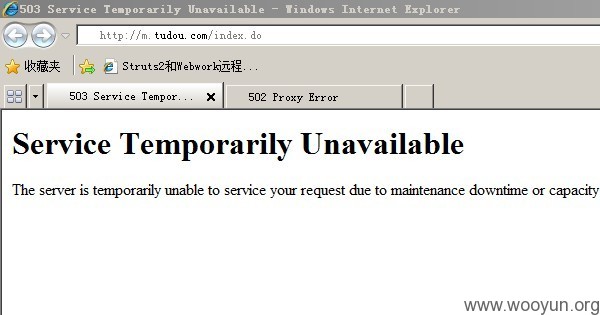 503 Service Temporarily Unavailable - Windows Internet Explorer
http://m.tudou.com/index.do
收藏夹 Struts2和Webwork远程...
503 Service Tempor... 502 Proxy Error
Service Temporarily Unavailable
The server is temporarily unable to service your request due to maintenance downtime or capacity
www.wooyun.org